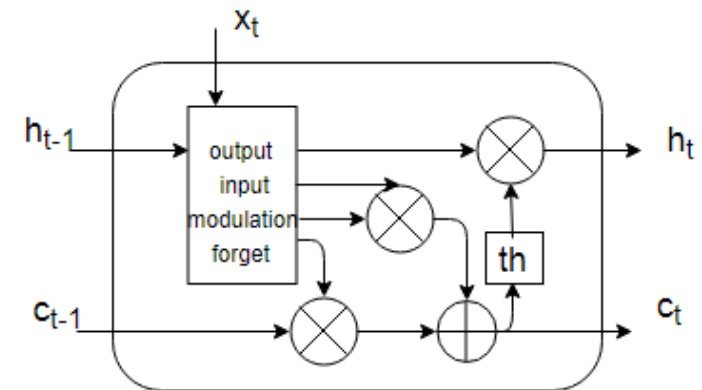 xₜ
hₜ₋₁
output
hₜ
input
modulation
forget
th
cₜ₋₁
cₜ